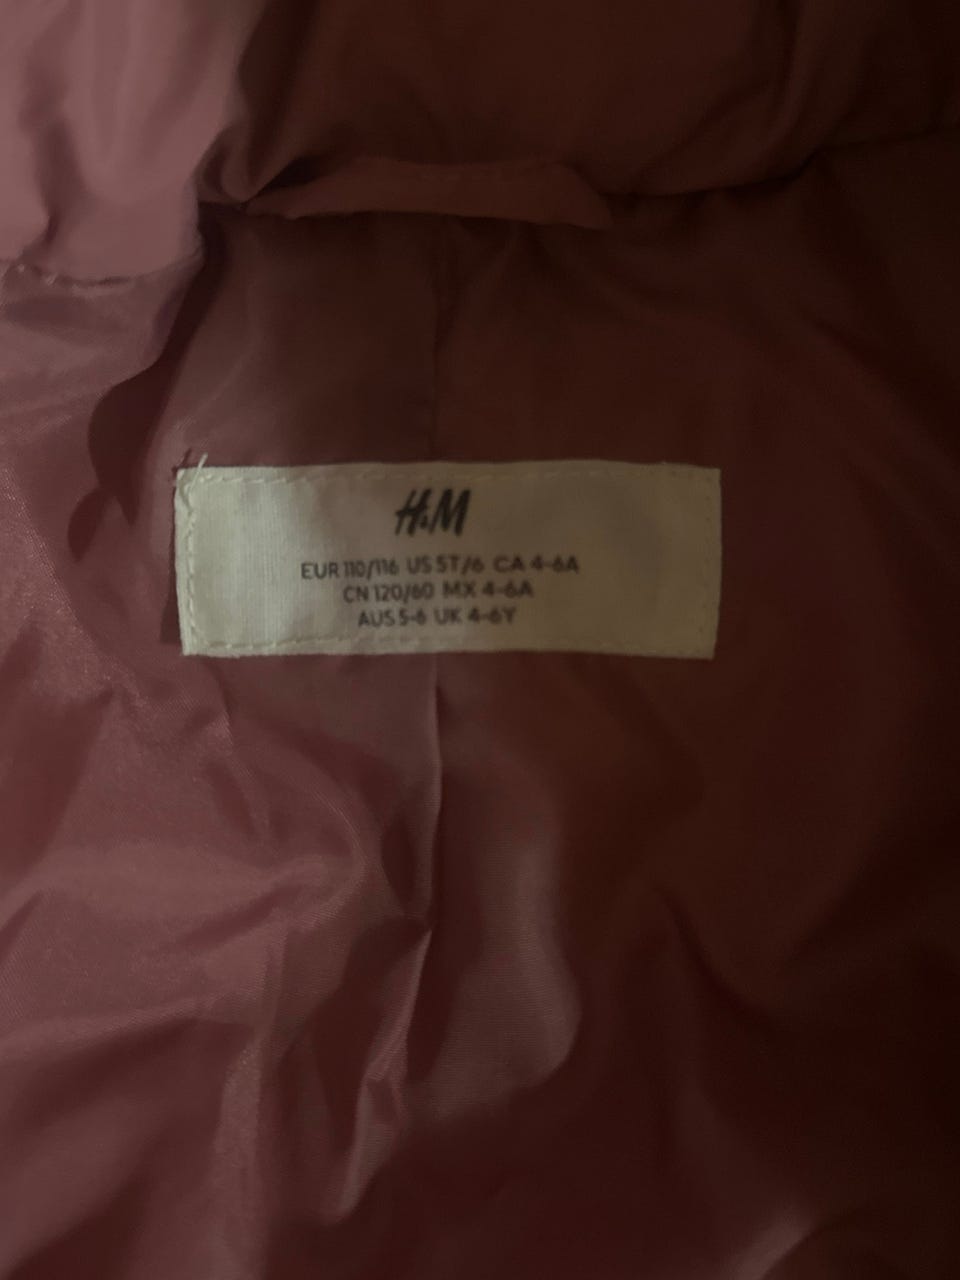 H&M
EUR 110/116 US 5T/6 CA 4-6A
CN 120/60 MX 4-6A
AUS 5-6 UK 4-6Y